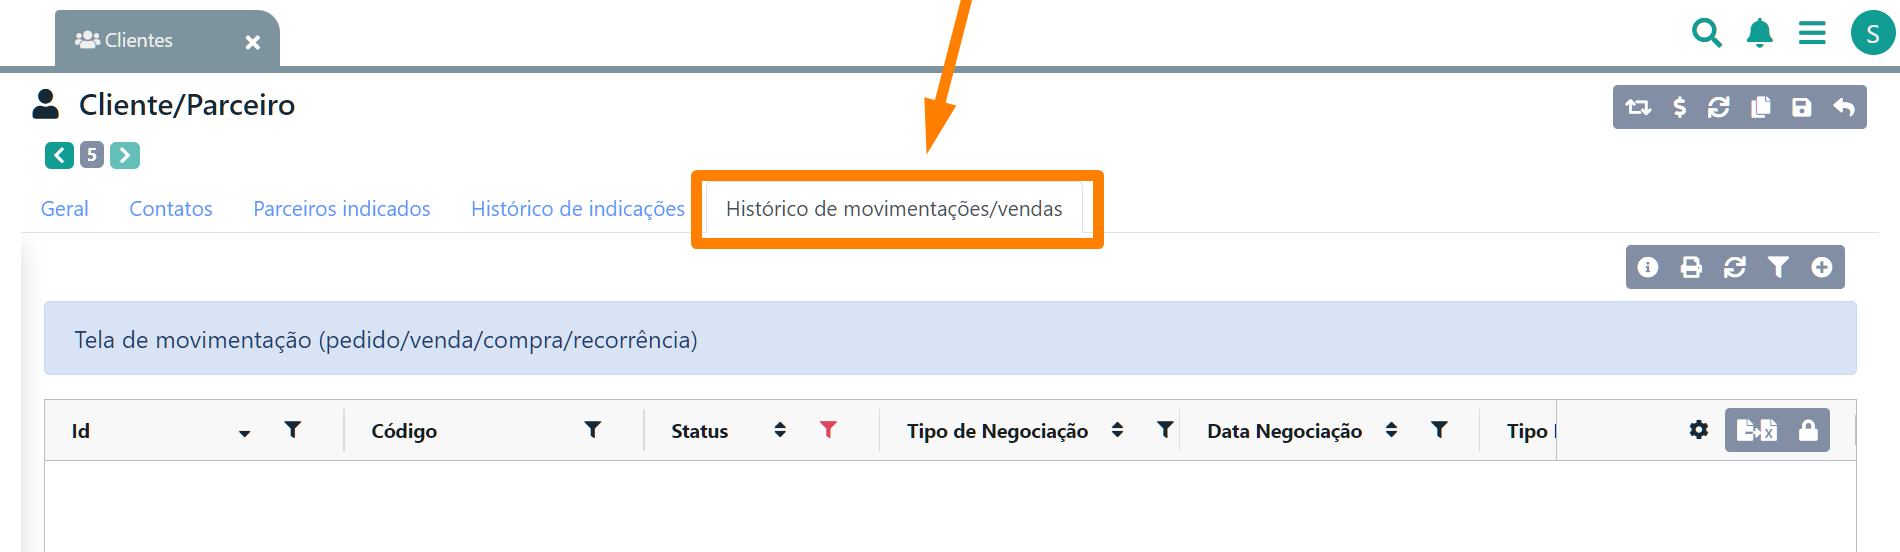 Clientes
S
Cliente/Parceiro
5
Geral Contatos Parceiros indicados Histórico de indicações Histórico de movimentações/vendas
Tela de movimentação (pedido/venda/compra/recorrência)
Id Código Status Tipo de Negociação Data Negociação Tipo